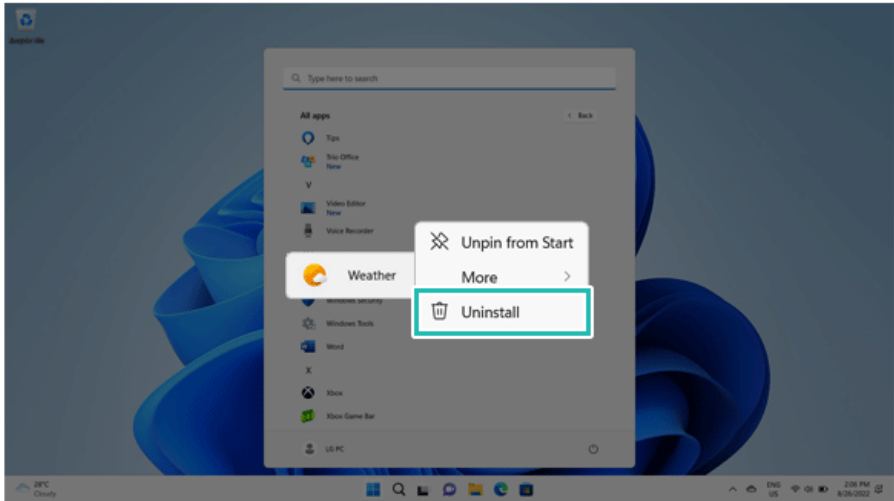 Type here to search
All apps
Back
Tips
Trio Office
New
V
Video Editor
New
Voice Recorder
Unpin from Start
Weather
More
Windows Security
Uninstall
Windows Tools
Word
X
Xbox
Xbox Game Bar
LG PC
28°C
Cloudy
ENG
US
2:06 PM
8/26/2022